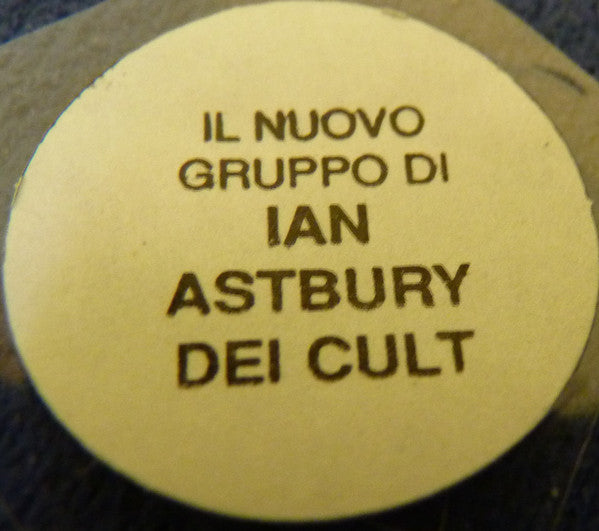 IL NUOVO
GRUPPO DI
IAN
ASTBURY
DEI CULT